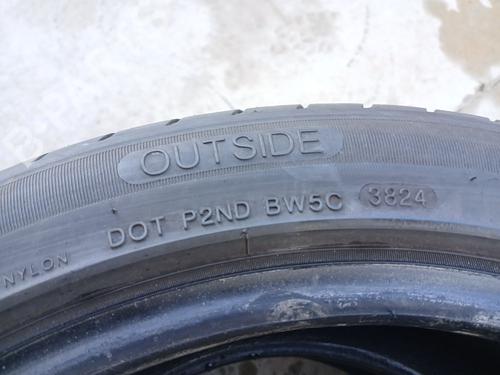 OUTSIDE
DOT P2ND BW5C 3824
NYLON